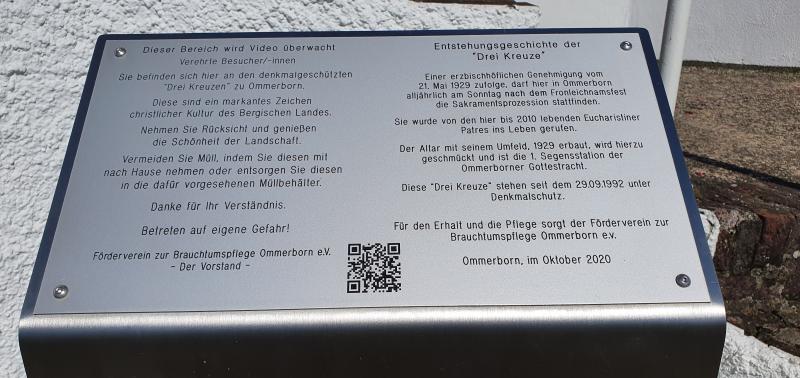 Dieser Bereich wird Video überwacht
Verehrte Besucher/-innen
Sie befinden sich hier an den denkmalgeschützten
"Drei Kreuzen" zu Ommerborn.
Diese sind ein markantes Zeichen
christlicher Kultur des Bergischen Landes.
Nehmen Sie Rücksicht und genießen
die Schönheit der Landschaft.
Vermeiden Sie Müll, indem Sie diesen mit
nach Hause nehmen oder entsorgen Sie diesen
in die dafür vorgesehenen Müllbehälter.
Danke für Ihr Verständnis.
Betreten auf eigene Gefahr!
Förderverein zur Brauchtumspflege Ommerborn e.V.
- Der Vorstand -
Entstehungsgeschichte der
"Drei Kreuze"
Einer erzbischöflichen Genehmigung vom
21. Mai 1929 zufolge, darf hier in Ommerborn
alljährlich am Sonntag nach dem Fronleichnamsfest
die Sakramentsprozession stattfinden.
Sie wurde von den hier bis 2010 lebenden Eucharistiner
Patres ins Leben gerufen.
Der Altar mit seinem Umfeld, 1929 erbaut, wird hierzu
geschmückt und ist die 1. Segensstation der
Ommerborner Gottestracht.
Diese "Drei Kreuze" stehen seit dem 29.09.1992 unter
Denkmalschutz.
Für den Erhalt und die Pflege sorgt der Förderverein zur
Brauchtumspflege Ommerborn e.v.
Ommerborn, im Oktober 2020